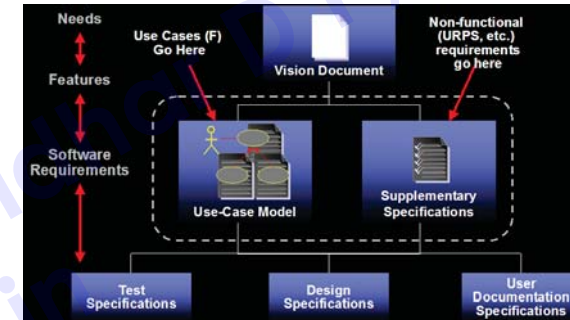 Needs
Features
Software
Requirements
Use Cases (F)
Go Here
Vision Document
Non-functional
(URPS, etc.)
requirements
go here
Use-Case Model
Supplementary
Specifications
Test
Specifications
Design
Specifications
User
Documentation
Specifications